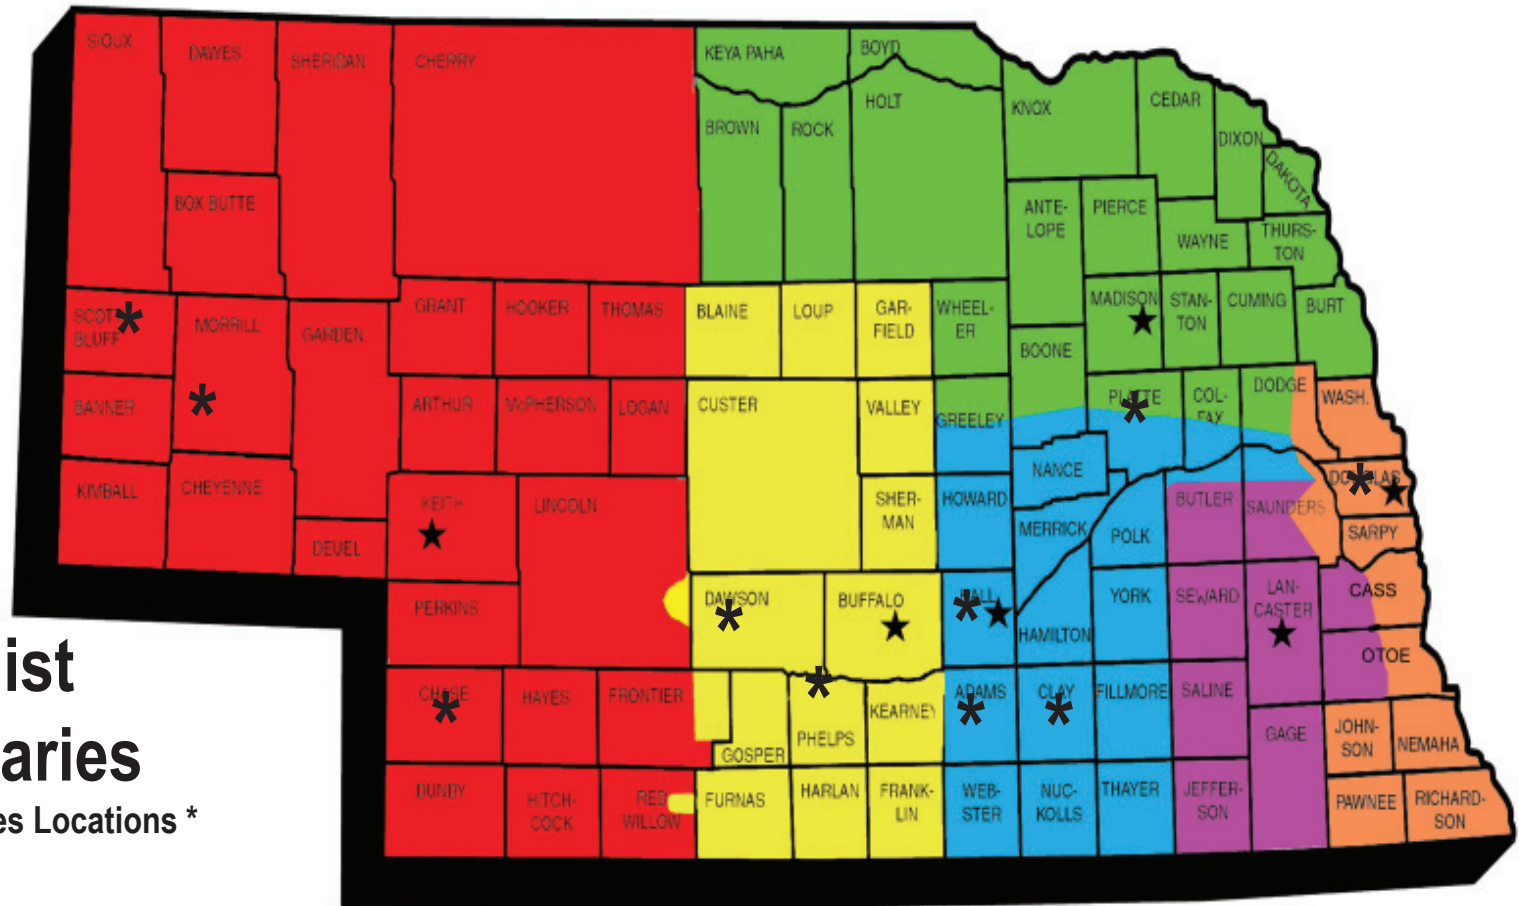 SIOUX
DAWES
SHERIDAN
CHERRY
KEYA PAHA
BOYD
BROWN
ROCK
HOLT
KNOX
CEDAR
DIXON
DAKOTA
BOX BUTTE
ANTE-
LOPE
PIERCE
WAYNE
THURS-
TON
SCOTT
BLUFF
MORRILL
GARDEN
GRANT
HOOKER
THOMAS
BLAINE
LOUP
GAR-
FIELD
WHEEL-
ER
BOONE
MADISON
STAN-
TON
CUMING
BURT
BANNER
ARTHUR
McPHERSON
LOGAN
CUSTER
VALLEY
GREELEY
PLATTE
COL-
FAX
DODGE
WASH.
KIMBALL
CHEYENNE
DEUEL
KEITH
LINCOLN
SHER-
MAN
HOWARD
NANCE
MERRICK
POLK
BUTLER
SAUNDERS
DOUGLAS
SARPY
PERKINS
DAWSON
BUFFALO
HALL
HAMILTON
YORK
SEWARD
LAN-
CASTER
CASS
OTOE
CHASE
HAYES
FRONTIER
GOSPER
PHELPS
KEARNEY
ADAMS
CLAY
FILLMORE
SALINE
GAGE
JOHN-
SON
NEMAHA
DUNDY
HITCH-
COCK
RED
WILLOW
FURNAS
HARLAN
FRANK-
LIN
WEB-
STER
NUC-
KOLLS
THAYER
JEFFER-
SON
PAWNEE
RICHARD-
SON
ist
aries
es Locations *